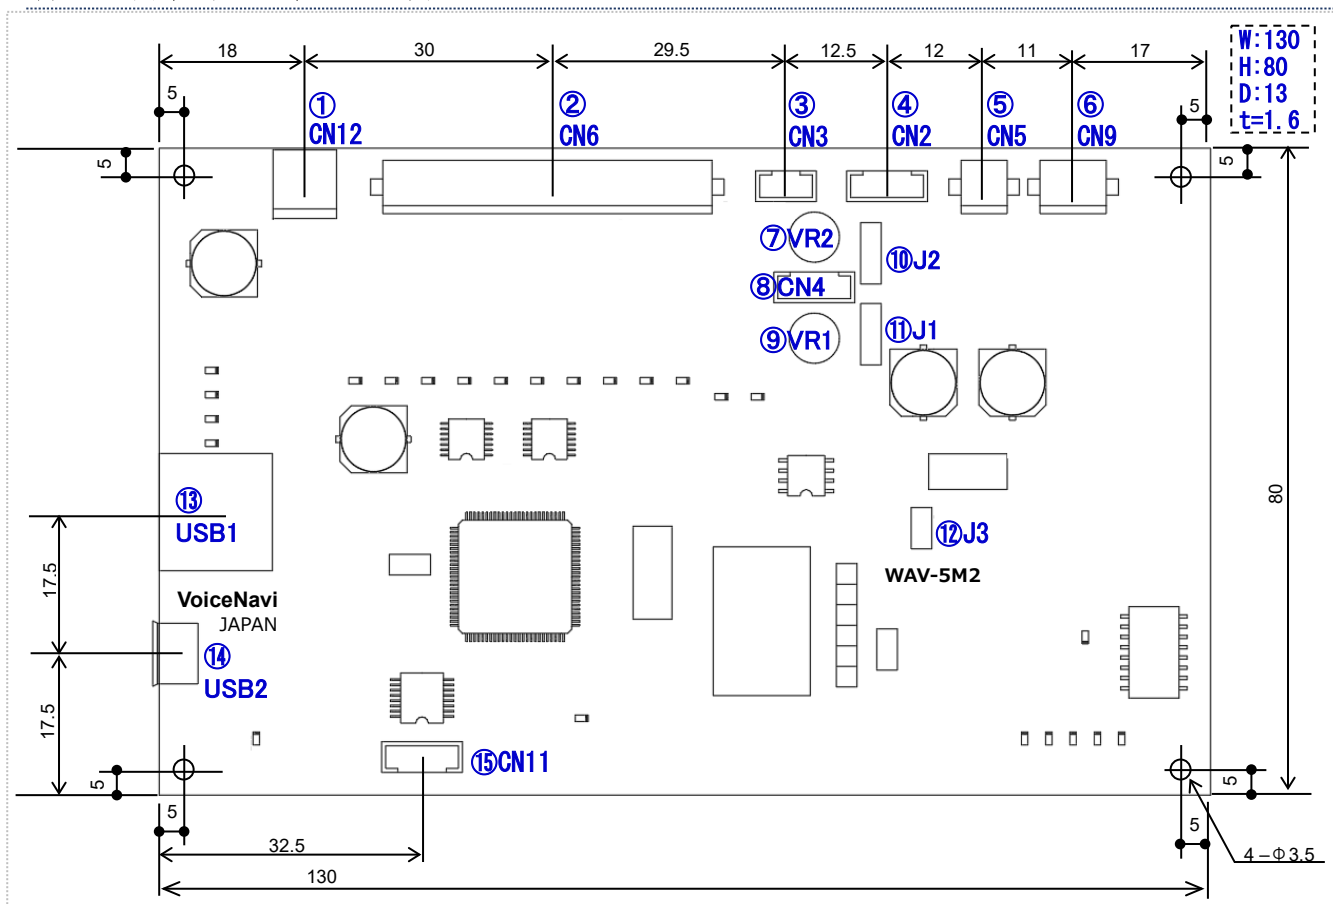 18
30
29.5
12.5
12
11
17
W:130
H:80
D:13
t=1.6
5
5
① CN12
② CN6
③ CN3
④ CN2
⑤ CN5
⑥ CN9
5
5
⑦VR2
⑩J2
⑧CN4
⑨VR1
⑪J1
80
⑬
USB1
⑫J3
17.5
WAV-5M2
VoiceNavi
JAPAN
⑭
USB2
17.5
⑮CN11
5
5
5
5
32.5
4－Φ3.5
130